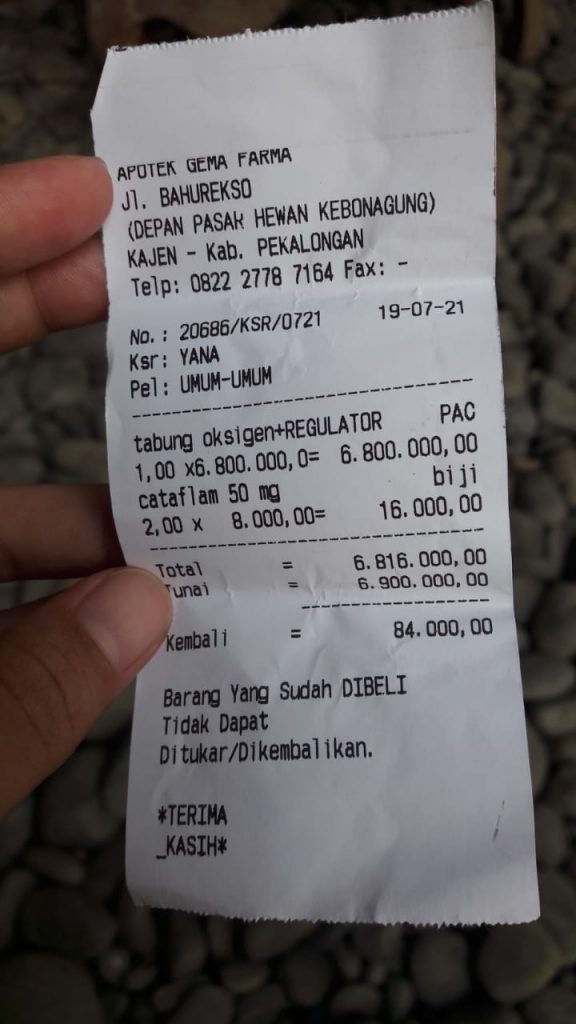 APOTEK GEMA FARMA
Jl. BAHUREKSO
(DEPAN PASAR HEWAN KEBONAGUNG)
KAJEN - Kab. PEKALONGAN
Telp: 0822 2778 7164 Fax: -
No.: 20686/KSR/0721 19-07-21
Ksr: YANA
Pel: UMUM-UMUM
tabung oksigen+REGULATOR PAC
1,00 x6.800.000,0= 6.800.000,00
cataflam 50 mg biji
2,00 x 8.000,00= 16.000,00
Total = 6.816.000,00
Tunai = 6.900.000,00
Kembali = 84.000,00
Barang Yang Sudah DIBELI
Tidak Dapat
Ditukar/Dikembalikan.
*TERIMA
_KASIH*